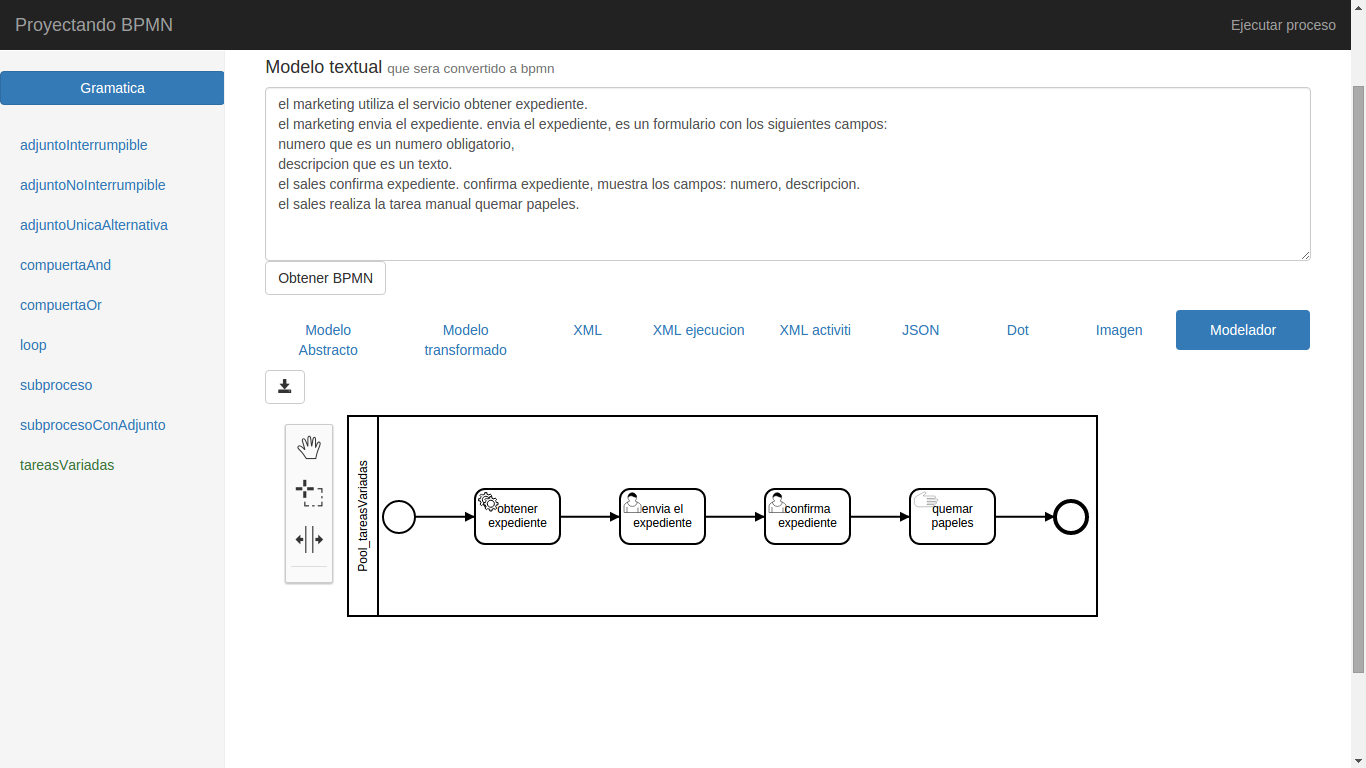 Proyectando BPMN
Ejecutar proceso
Gramatica
adjuntoInterrumpible
adjuntoNoInterrumpible
adjuntoUnicaAlternativa
compuertaAnd
compuertaOr
loop
subproceso
subprocesoConAdjunto
tareasVariadas
Modelo textual que sera convertido a bpmn
el marketing utiliza el servicio obtener expediente.
el marketing envia el expediente. envia el expediente, es un formulario con los siguientes campos:
numero que es un numero obligatorio,
descripcion que es un texto.
el sales confirma expediente. confirma expediente, muestra los campos: numero, descripcion.
el sales realiza la tarea manual quemar papeles.
Obtener BPMN
Modelo
Abstracto
Modelo
transformado
XML
XML ejecucion
XML activiti
JSON
Dot
Imagen
Modelador
Pool_tareasVariadas
obtener
expediente
envia el
expediente
confirma
expediente
quemar
papeles